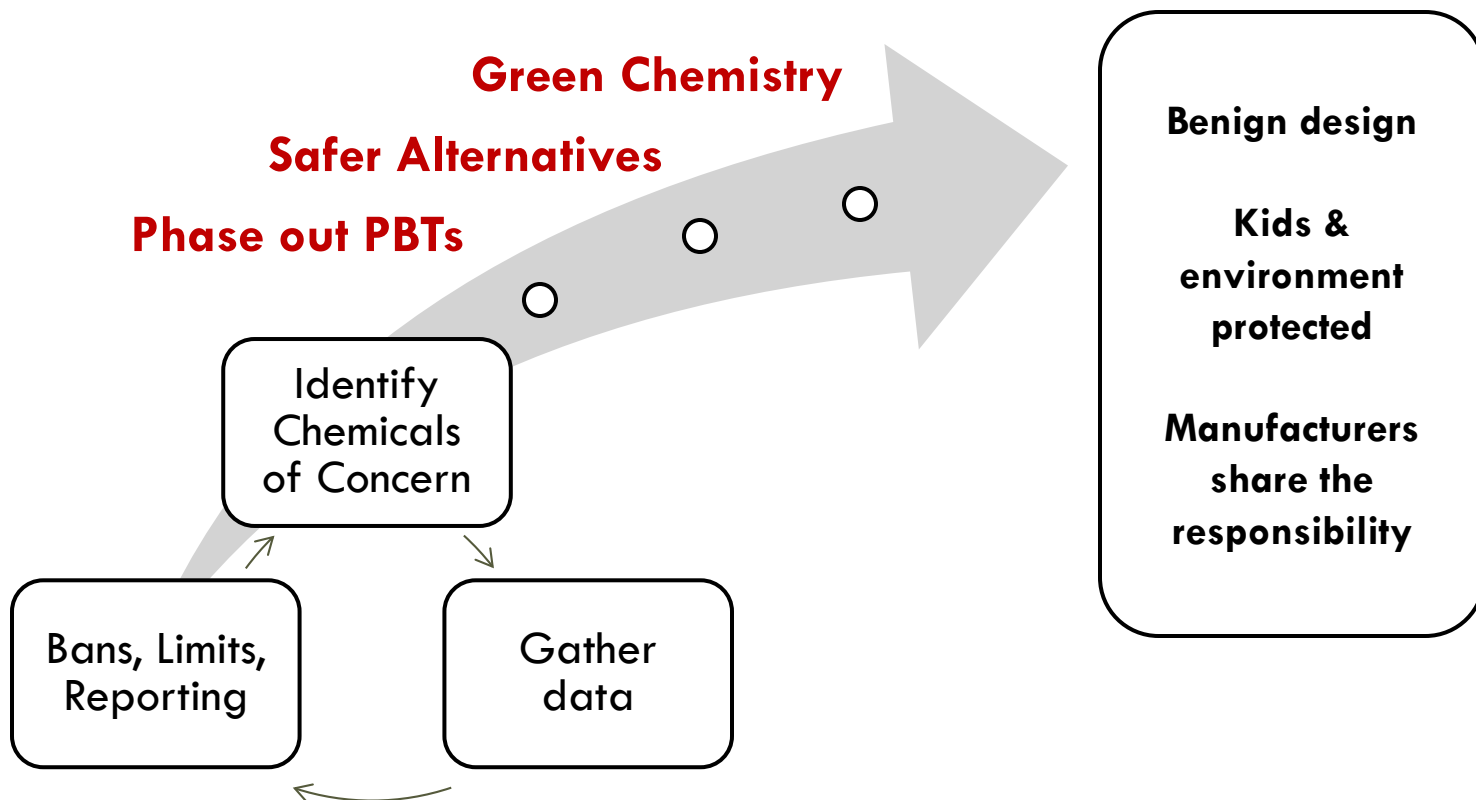 Green Chemistry
Safer Alternatives
Phase out PBTs
Identify
Chemicals
of Concern
Bans, Limits,
Reporting
Gather
data
Benign design
Kids &
environment
protected
Manufacturers
share the
responsibility